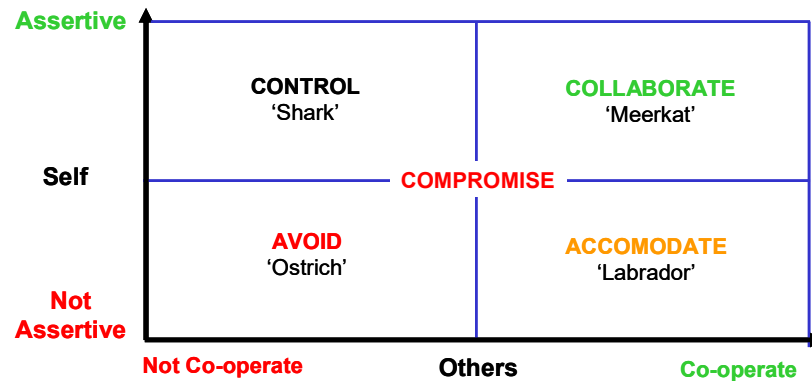 Assertive
CONTROL
‘Shark’
COLLABORATE
‘Meerkat’
Self
COMPROMISE
AVOID
‘Ostrich’
ACCOMODATE
‘Labrador’
Not
Assertive
Not Co-operate
Others
Co-operate